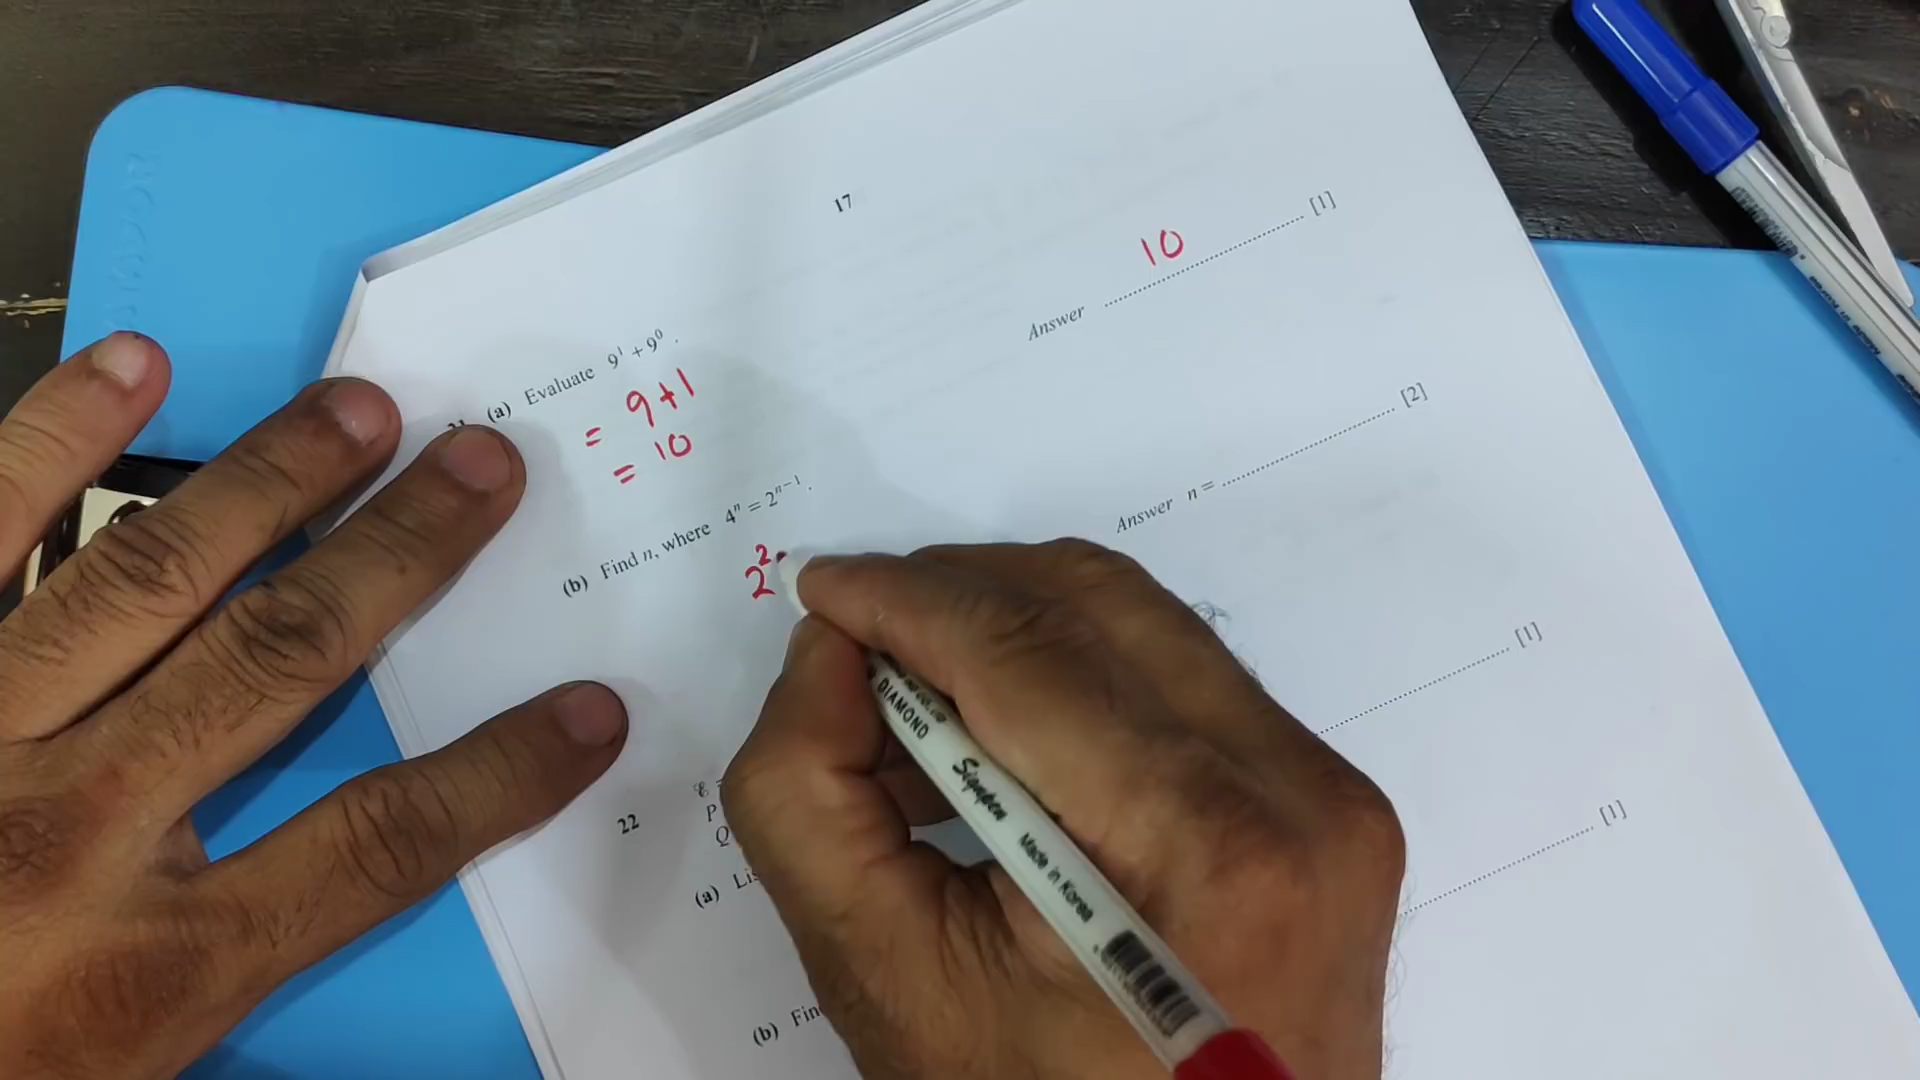 17
(a) Evaluate 9¹ + 9⁰ .
= 9+1
= 10
10
Answer .................... [1]
(b) Find n, where 4ⁿ = 2ⁿ⁻¹ .
2²
Answer n = .................... [2]
.................... [1]
22
ℰ
P
Q
(a)
.................... [1]
(b)
DIAMOND
Signpen Made in Korea